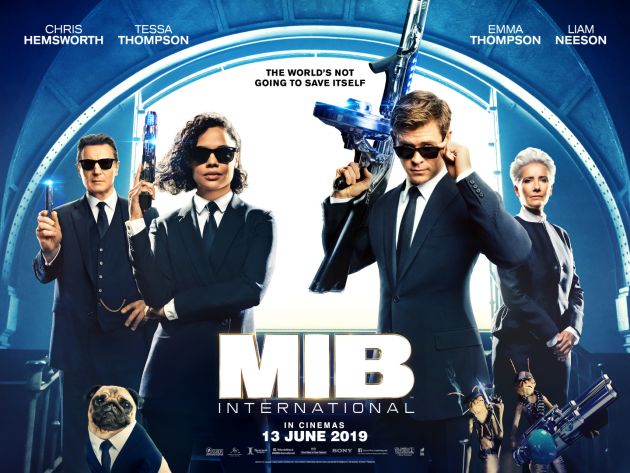 CHRIS
HEMSWORTH
TESSA
THOMPSON
EMMA
THOMPSON
LIAM
NEESON
THE WORLD'S NOT
GOING TO SAVE ITSELF
MIB
INTERNATIONAL
IN CINEMAS
13 JUNE 2019
SONY